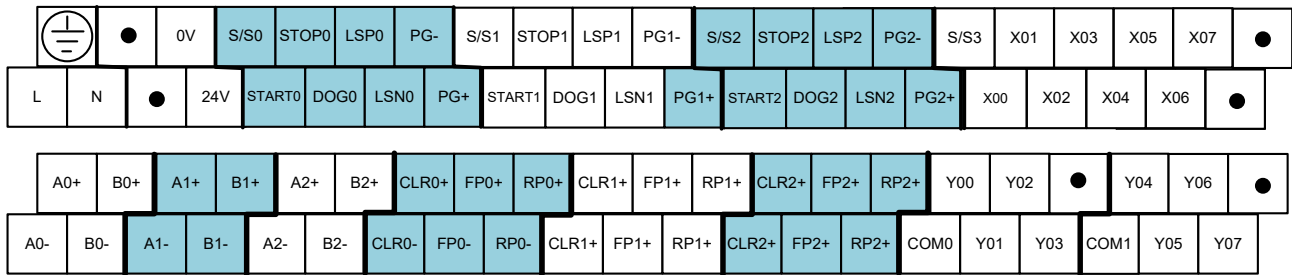 0V S/S0 STOP0 LSP0 PG- S/S1 STOP1 LSP1 PG1- S/S2 STOP2 LSP2 PG2- S/S3 X01 X03 X05 X07
L N 24V START0 DOG0 LSN0 PG+ START1 DOG1 LSN1 PG1+ START2 DOG2 LSN2 PG2+ X00 X02 X04 X06
A0+ B0+ A1+ B1+ A2+ B2+ CLR0+ FP0+ RP0+ CLR1+ FP1+ RP1+ CLR2+ FP2+ RP2+ Y00 Y02 Y04 Y06
A0- B0- A1- B1- A2- B2- CLR0- FP0- RP0- CLR1+ FP1+ RP1+ CLR2+ FP2+ RP2+ COM0 Y01 Y03 COM1 Y05 Y07